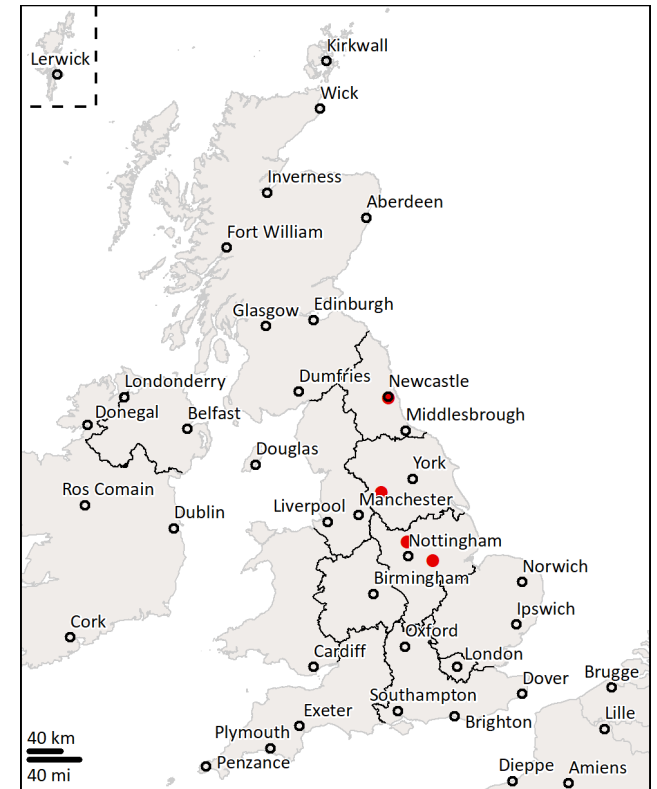 Kirkwall
Lerwick
Wick
Inverness
Aberdeen
Fort William
Edinburgh
Glasgow
Dumfries
Newcastle
Londonderry
Donegal
Belfast
Middlesbrough
Douglas
York
Ros Comain
Manchester
Liverpool
Dublin
Nottingham
Norwich
Birmingham
Ipswich
Cork
Oxford
Cardiff
London
Brugge
Dover
Southampton
Exeter
Lille
Brighton
Plymouth
40 km
Penzance
Dieppe
Amiens
40 mi